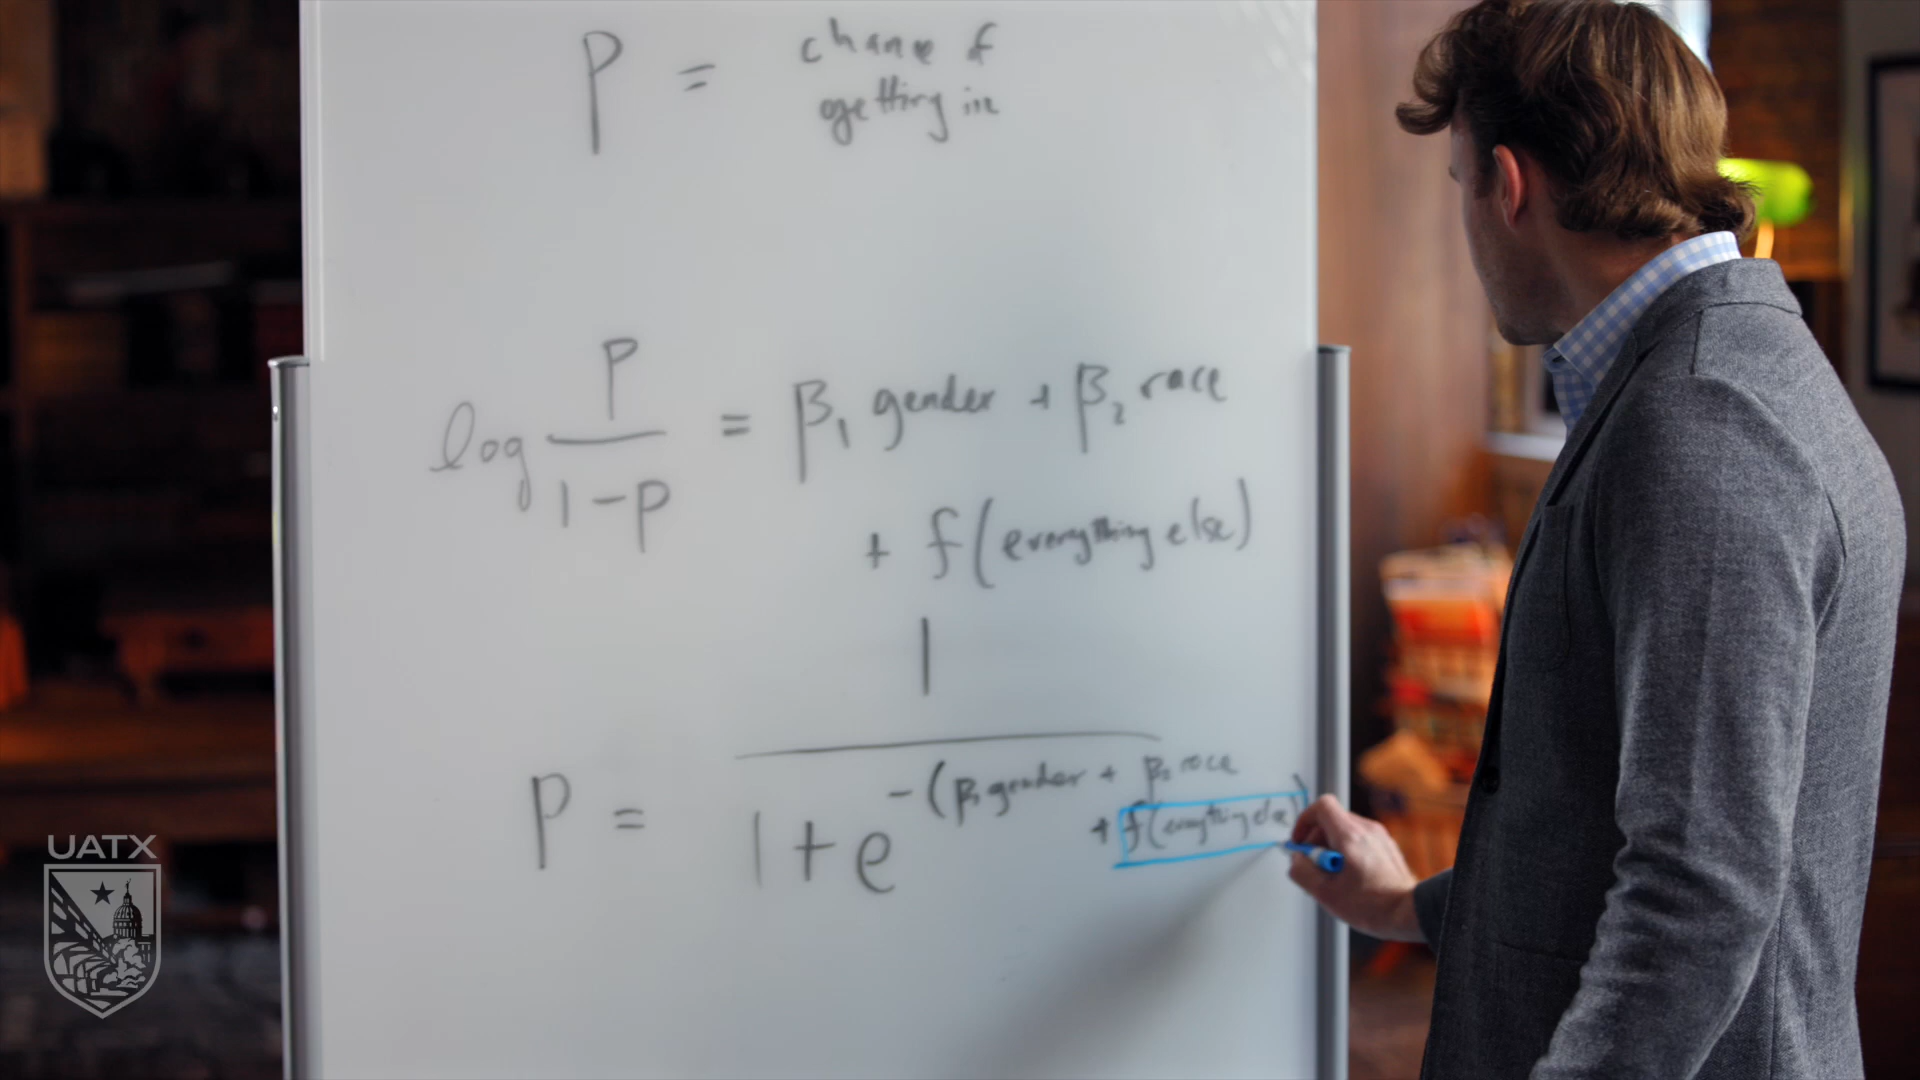 P = chance of
getting in
log p/1-p = β₁ gender + β₂ race
+ f(everything else)
P = 1/1+e^-(β₁ gender + β₂ race
+ f(everything else))
UATX